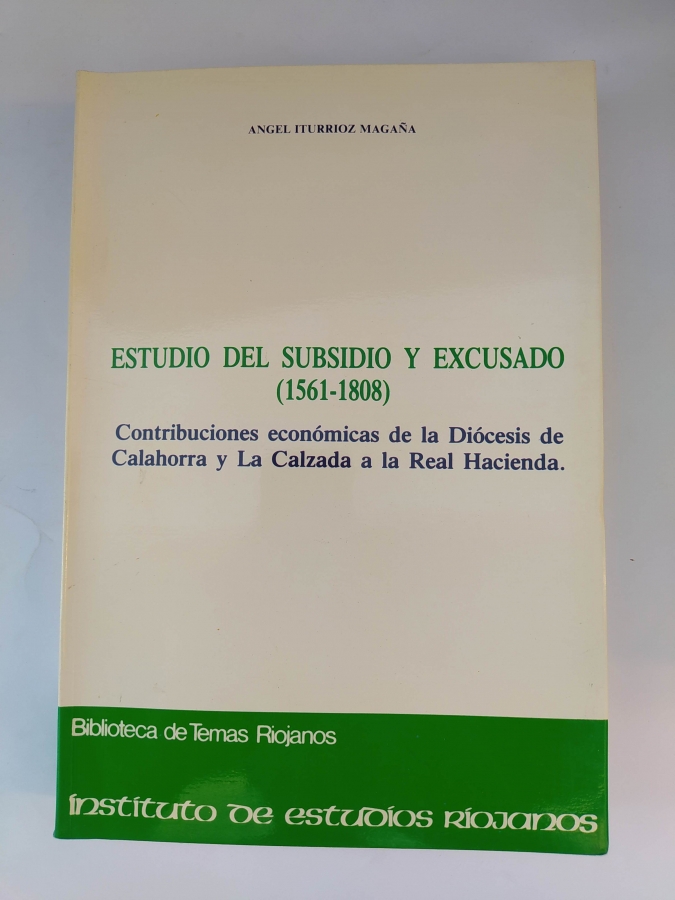 ANGEL ITURRIOZ MAGAÑA
ESTUDIO DEL SUBSIDIO Y EXCUSADO
(1561-1808)
Contribuciones económicas de la Diócesis de
Calahorra y La Calzada a la Real Hacienda.
Biblioteca de Temas Riojanos
instituto de estudios Riojanos